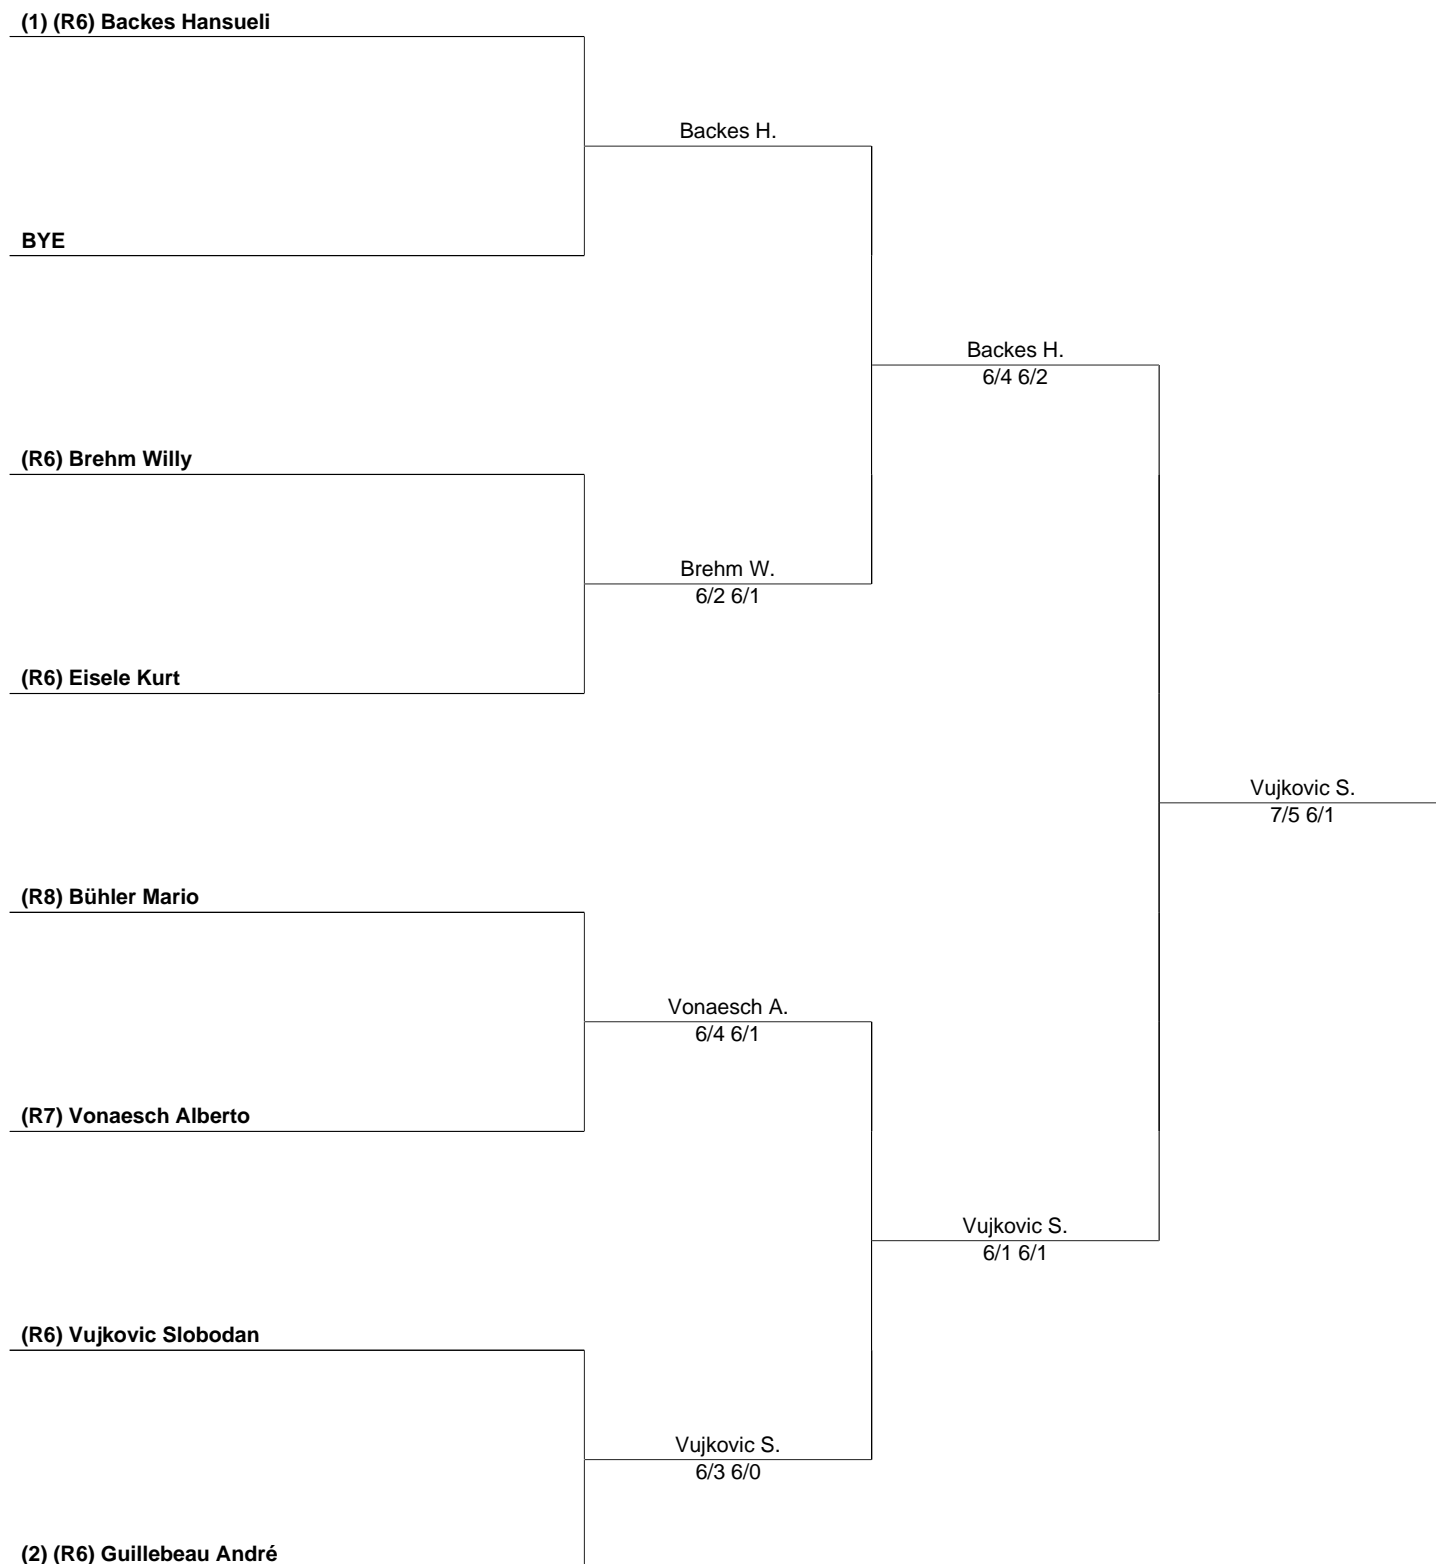 (1) (R6) Backes Hansueli
Backes H.
BYE
Backes H.
6/4 6/2
(R6) Brehm Willy
Brehm W.
6/2 6/1
(R6) Eisele Kurt
Vujkovic S.
7/5 6/1
(R8) Bühler Mario
Vonaesch A.
6/4 6/1
(R7) Vonaesch Alberto
Vujkovic S.
6/1 6/1
(R6) Vujkovic Slobodan
Vujkovic S.
6/3 6/0
(2) (R6) Guillebeau André